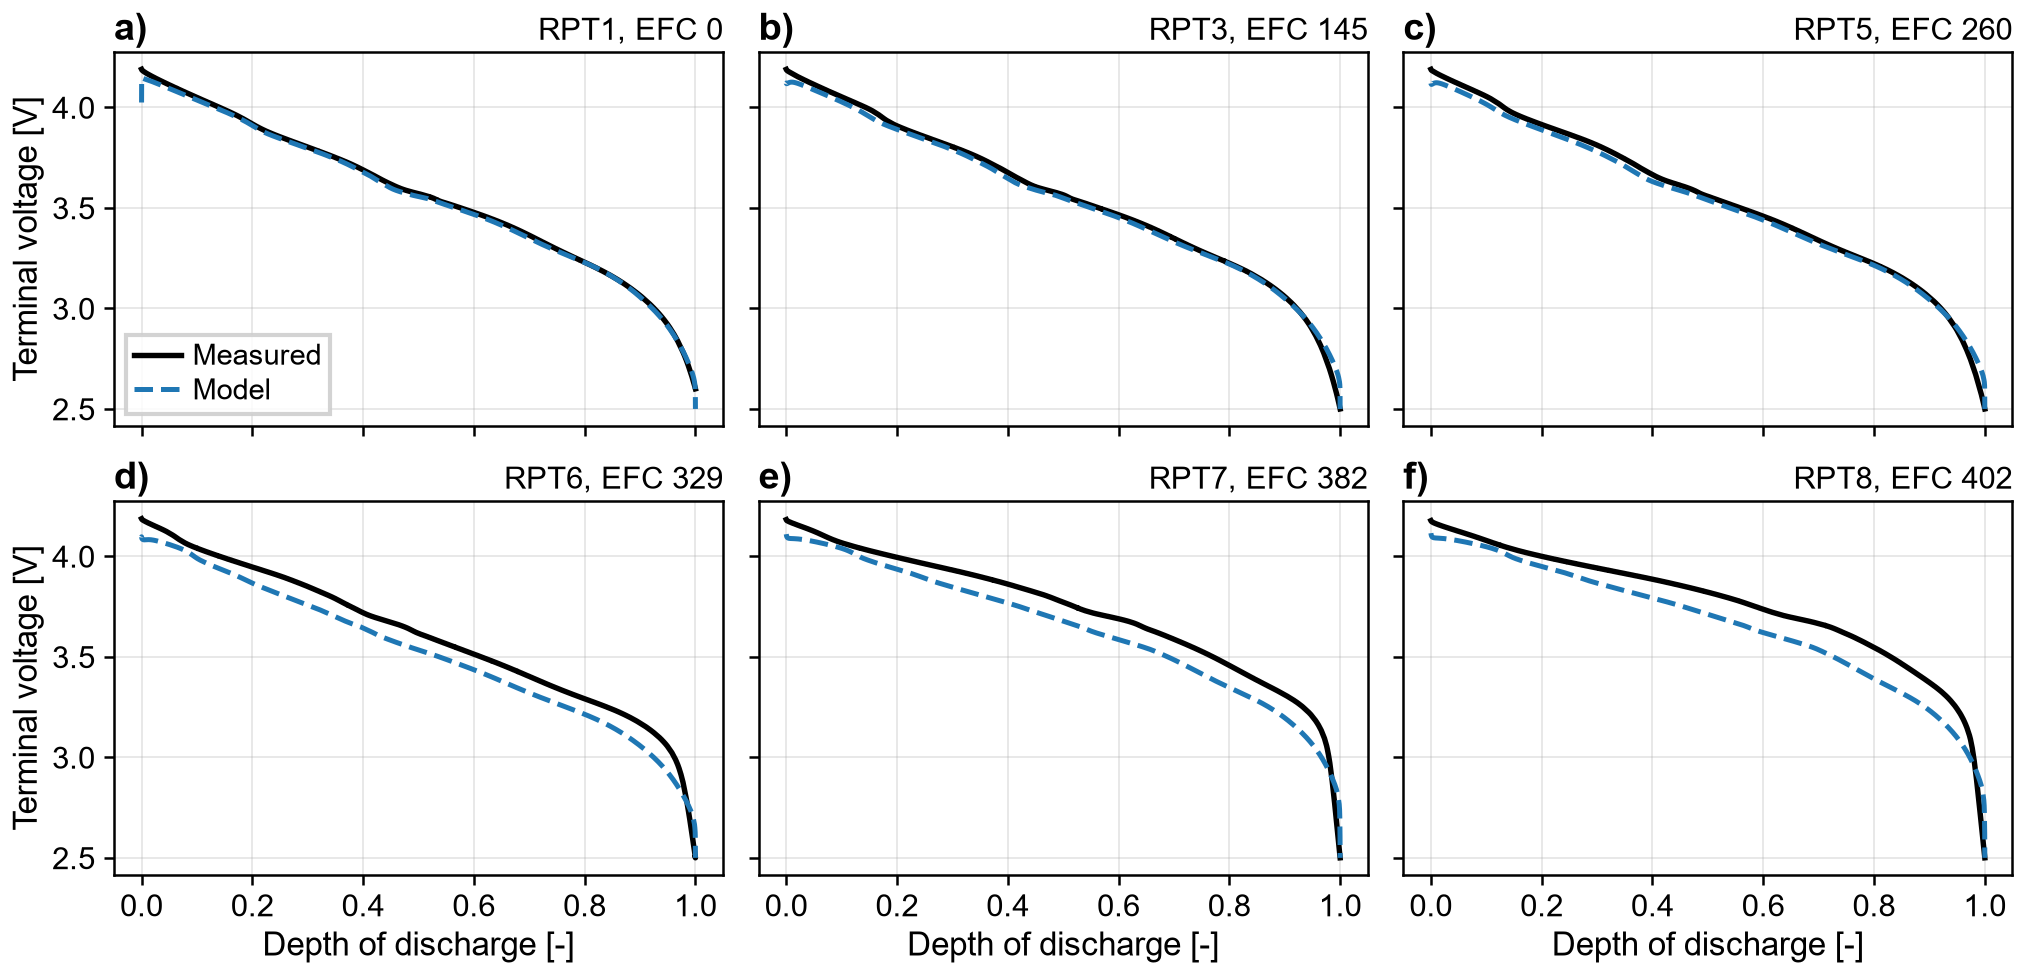 a) RPT1, EFC 0
b) RPT3, EFC 145
c) RPT5, EFC 260
Terminal voltage [V]
4.0
3.5
3.0
2.5
Measured
Model
d) RPT6, EFC 329
e) RPT7, EFC 382
f) RPT8, EFC 402
Terminal voltage [V]
4.0
3.5
3.0
2.5
0.0 0.2 0.4 0.6 0.8 1.0
0.0 0.2 0.4 0.6 0.8 1.0
0.0 0.2 0.4 0.6 0.8 1.0
Depth of discharge [-]
Depth of discharge [-]
Depth of discharge [-]